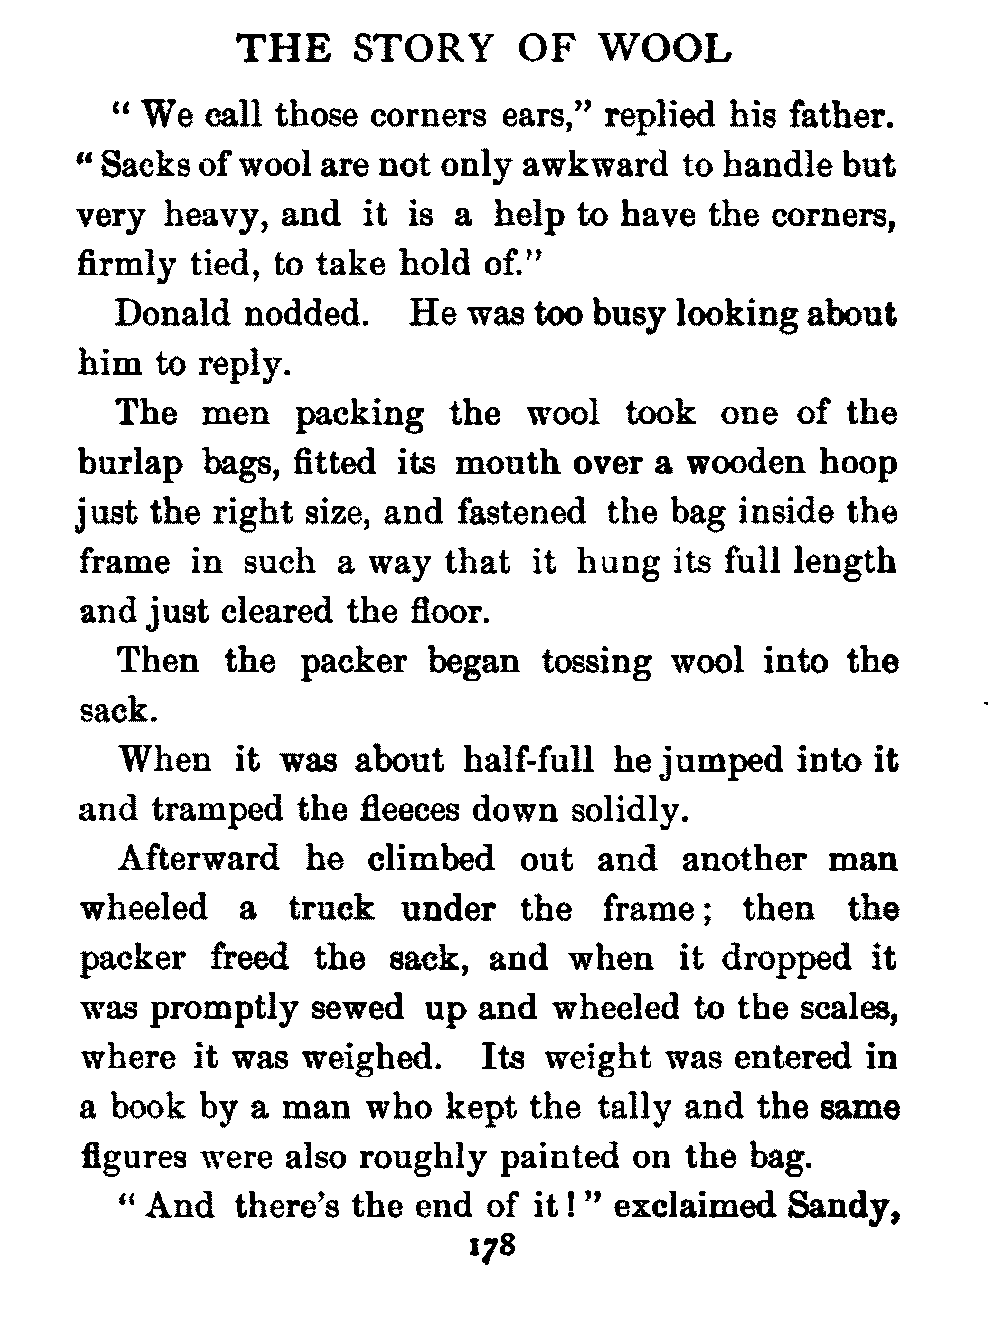 THE STORY OF WOOL
“ We call those corners ears,” replied his father.
“ Sacks of wool are not only awkward to handle but
very heavy, and it is a help to have the corners,
firmly tied, to take hold of.”
Donald nodded. He was too busy looking about
him to reply.
The men packing the wool took one of the
burlap bags, fitted its mouth over a wooden hoop
just the right size, and fastened the bag inside the
frame in such a way that it hung its full length
and just cleared the floor.
Then the packer began tossing wool into the
sack.
When it was about half-full he jumped into it
and tramped the fleeces down solidly.
Afterward he climbed out and another man
wheeled a truck under the frame; then the
packer freed the sack, and when it dropped it
was promptly sewed up and wheeled to the scales,
where it was weighed. Its weight was entered in
a book by a man who kept the tally and the same
figures were also roughly painted on the bag.
“ And there’s the end of it! ” exclaimed Sandy,
178